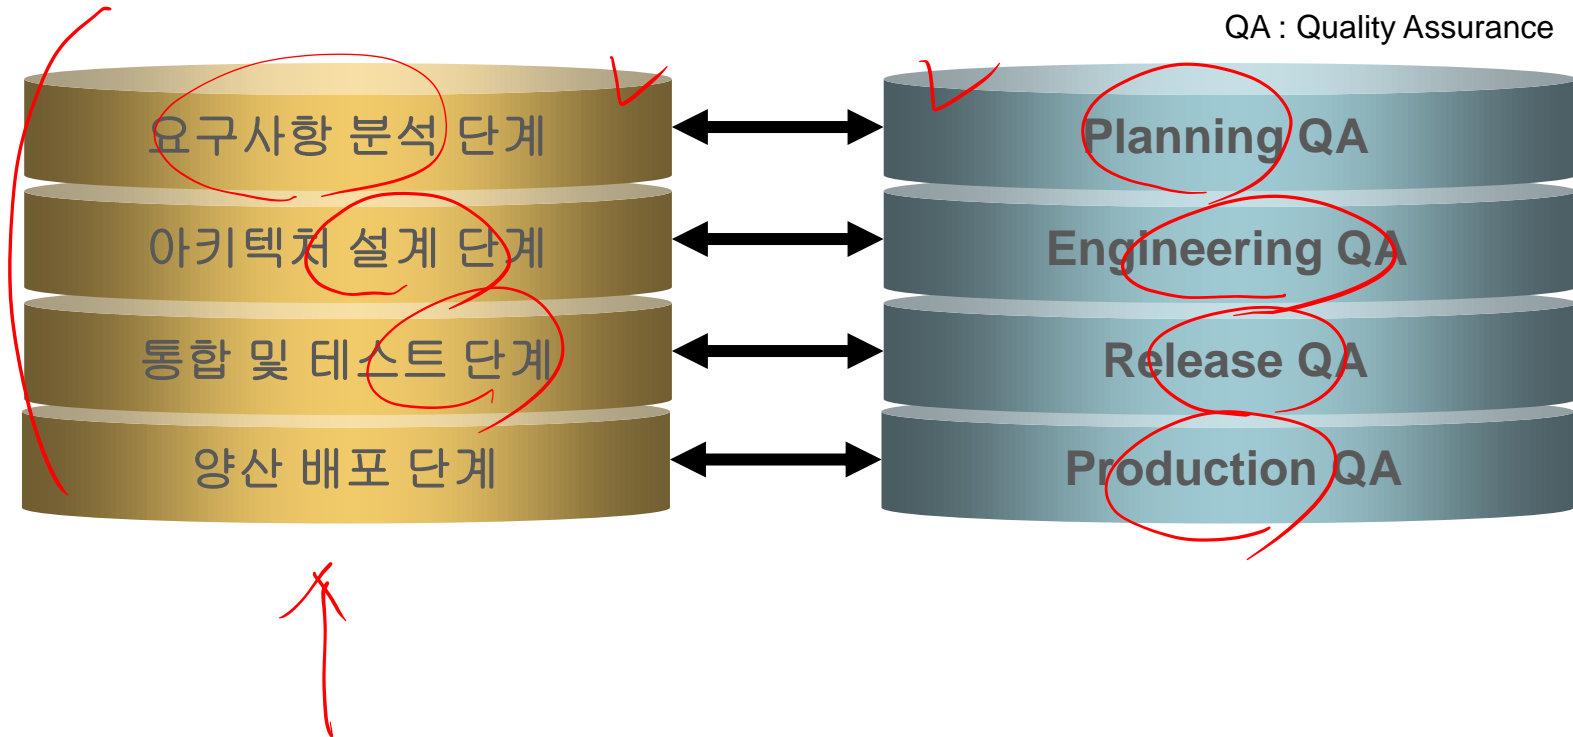 QA : Quality Assurance
요구사항 분석 단계
Planning QA
아키텍처 설계 단계
Engineering QA
통합 및 테스트 단계
Release QA
양산 배포 단계
Production QA